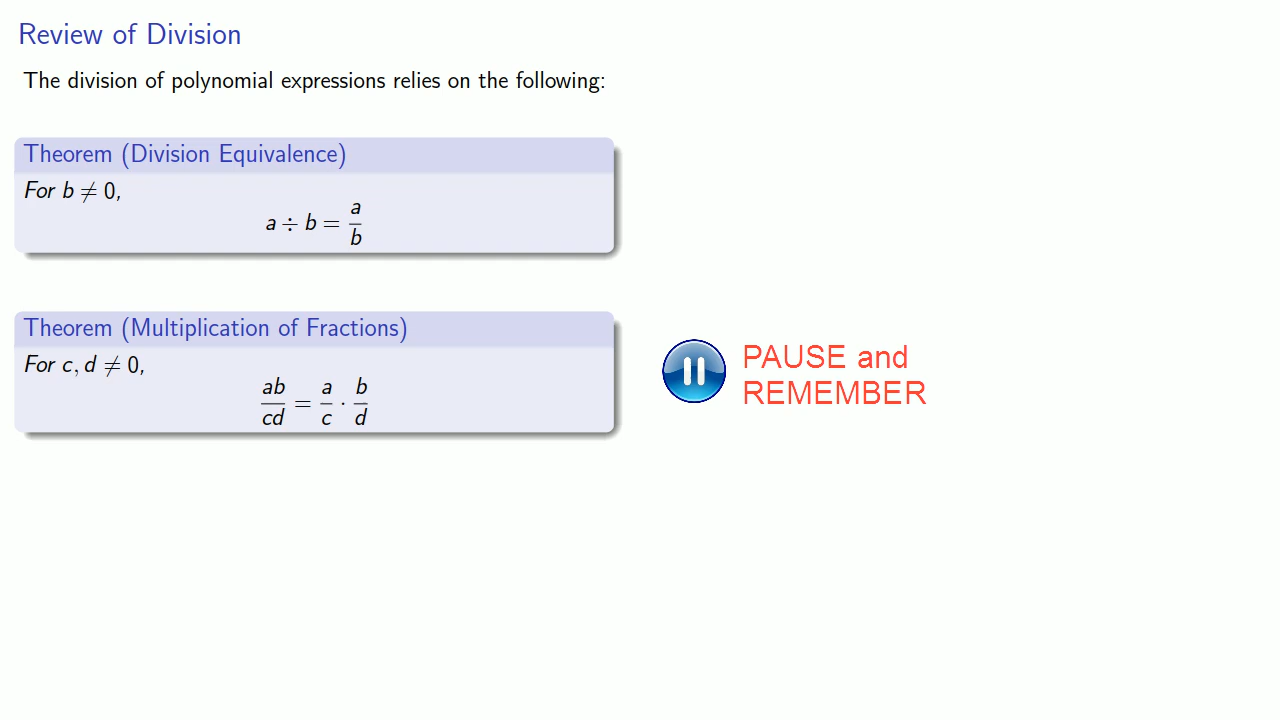 Review of Division
The division of polynomial expressions relies on the following:
Theorem (Division Equivalence)
For b ≠ 0,
a ÷ b = a/b
Theorem (Multiplication of Fractions)
For c, d ≠ 0,
ab/cd = a/c · b/d
PAUSE and
REMEMBER